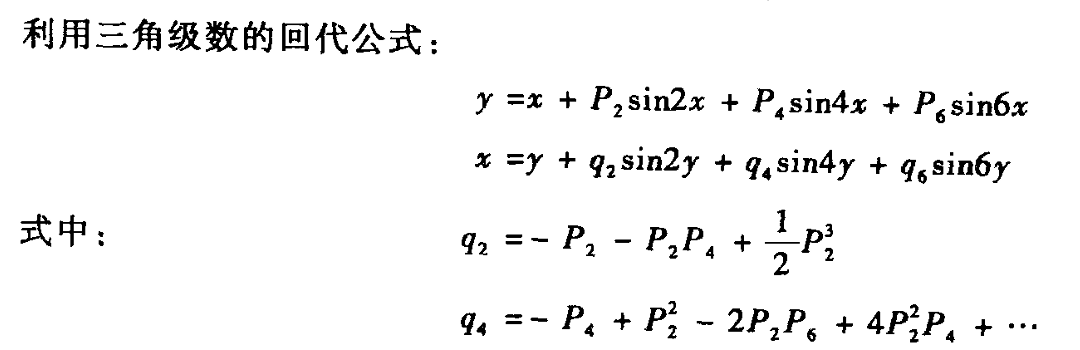 利用三角级数的回代公式：
y = x + P₂sin2x + P₄sin4x + P₆sin6x
x = y + q₂sin2y + q₄sin4y + q₆sin6y
式中： q₂ = − P₂ − P₂P₄ + \frac{1}{2}P₂³
q₄ = − P₄ + P₂² − 2P₂P₆ + 4P₂²P₄ + ⋯